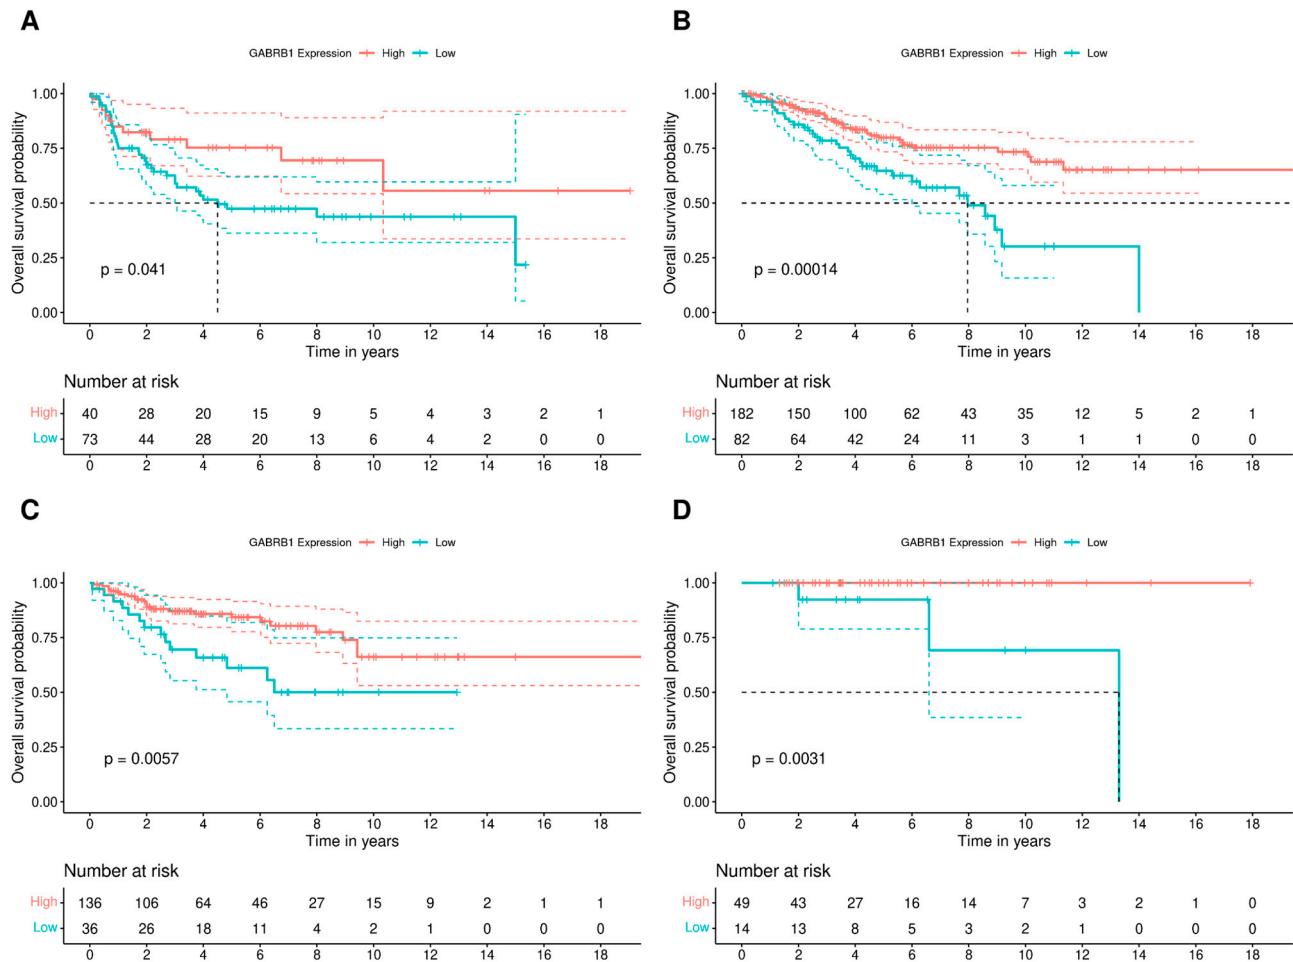 A
GABRB1 Expression High Low
Overall survival probability
1.00
0.75
0.50
0.25
0.00
p = 0.041
0 2 4 6 8 10 12 14 16 18
Time in years
Number at risk
High 40 28 20 15 9 5 4 3 2 1
Low 73 44 28 20 13 6 4 2 0 0
0 2 4 6 8 10 12 14 16 18
B
GABRB1 Expression High Low
Overall survival probability
1.00
0.75
0.50
0.25
0.00
p = 0.00014
0 2 4 6 8 10 12 14 16 18
Time in years
Number at risk
High 182 150 100 62 43 35 12 5 2 1
Low 82 64 42 24 11 3 1 1 0 0
0 2 4 6 8 10 12 14 16 18
C
GABRB1 Expression High Low
Overall survival probability
1.00
0.75
0.50
0.25
0.00
p = 0.0057
0 2 4 6 8 10 12 14 16 18
Time in years
Number at risk
High 136 106 64 46 27 15 9 2 1 1
Low 36 26 18 11 4 2 1 0 0 0
0 2 4 6 8 10 12 14 16 18
D
GABRB1 Expression High Low
Overall survival probability
1.00
0.75
0.50
0.25
0.00
p = 0.0031
0 2 4 6 8 10 12 14 16 18
Time in years
Number at risk
High 49 43 27 16 14 7 3 2 1 0
Low 14 13 8 5 3 2 1 0 0 0
0 2 4 6 8 10 12 14 16 18